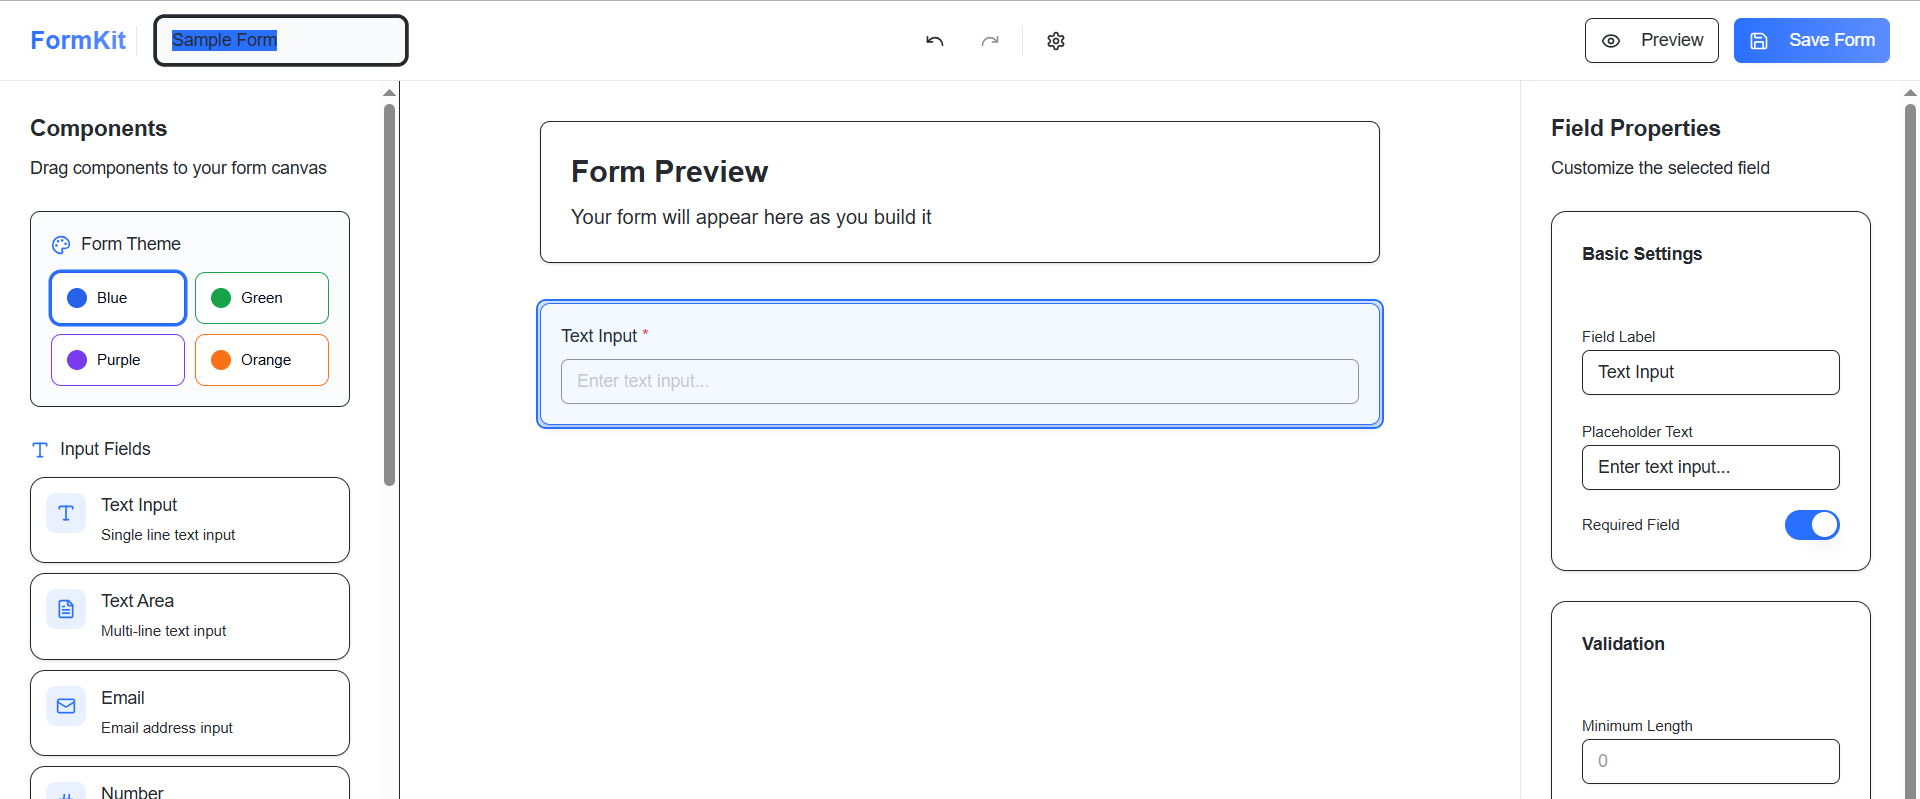 FormKit
Sample Form
Preview
Save Form
Components
Drag components to your form canvas
Form Theme
Blue
Green
Purple
Orange
Input Fields
Text Input
Single line text input
Text Area
Multi-line text input
Email
Email address input
Number
Form Preview
Your form will appear here as you build it
Text Input *
Enter text input...
Field Properties
Customize the selected field
Basic Settings
Field Label
Text Input
Placeholder Text
Enter text input...
Required Field
Validation
Minimum Length
0